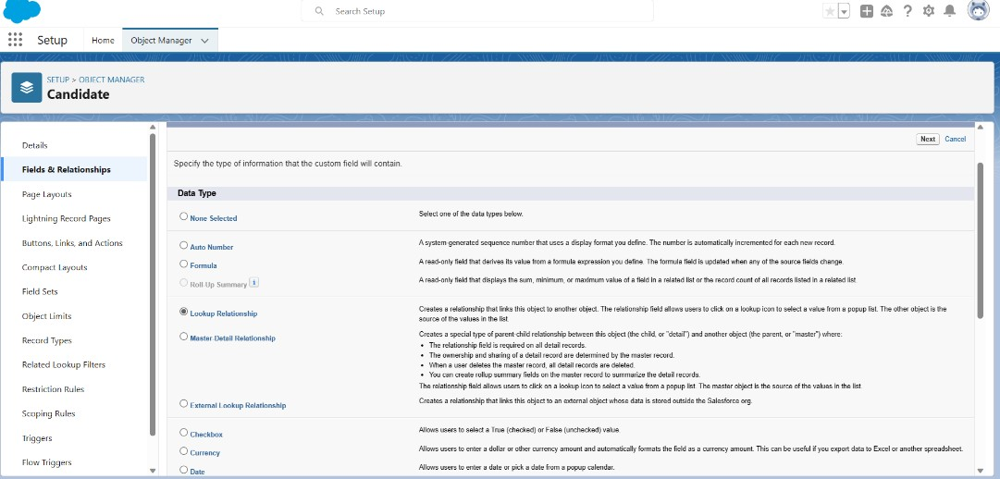 Search Setup
Setup
Home
Object Manager
SETUP > OBJECT MANAGER
Candidate
Details
Fields & Relationships
Page Layouts
Lightning Record Pages
Buttons, Links, and Actions
Compact Layouts
Field Sets
Object Limits
Record Types
Related Lookup Filters
Restriction Rules
Scoping Rules
Triggers
Flow Triggers
Next Cancel
Specify the type of information that the custom field will contain.
Data Type
None Selected
Select one of the data types below.
Auto Number
A system-generated sequence number that uses a display format you define. The number is automatically incremented for each new record.
Formula
A read-only field that derives its value from a formula expression you define. The formula field is updated when any of the source fields change.
Roll-Up Summary i
A read-only field that displays the sum, minimum, or maximum value of a field in a related list or the record count of all records listed in a related list
Lookup Relationship
Creates a relationship that links this object to another object. The relationship field allows users to click on a lookup icon to select a value from a popup list. The other object is the
source of the values in the list
Master-Detail Relationship
Creates a special type of parent-child relationship between this object (the child, or "detail") and another object (the parent, or "master") where:
• The relationship field is required on all detail records.
• The ownership and sharing of a detail record are determined by the master record.
• When a user deletes the master record, all detail records are deleted.
• You can create rollup summary fields on the master record to summarize the detail records.
The relationship field allows users to click on a lookup icon to select a value from a popup list. The master object is the source of the values in the list.
External Lookup Relationship
Creates a relationship that links this object to an external object whose data is stored outside the Salesforce org.
Checkbox
Allows users to select a True (checked) or False (unchecked) value.
Currency
Allows users to enter a dollar or other currency amount and automatically formats the field as a currency amount. This can be useful if you export data to Excel or another spreadsheet.
Date
Allows users to enter a date or pick a date from a popup calendar.